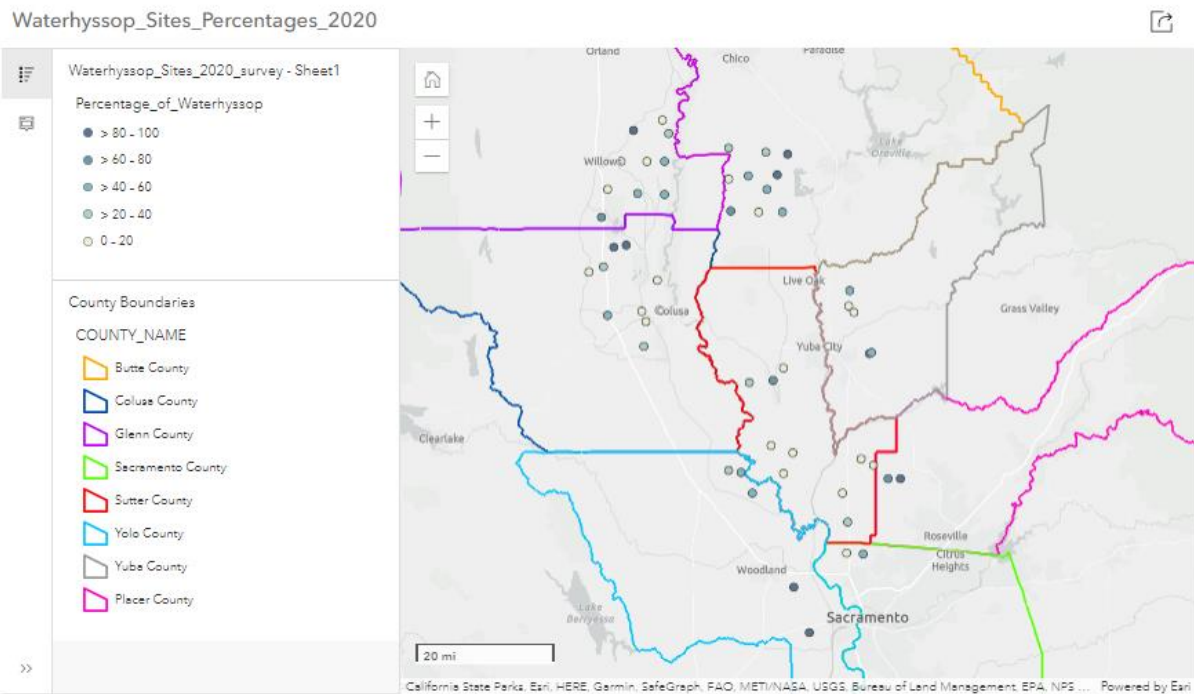 Waterhyssop_Sites_Percentages_2020
Waterhyssop_Sites_2020_survey - Sheet1
Percentage_of_Waterhyssop
> 80 - 100
> 60 - 80
> 40 - 60
> 20 - 40
0 - 20
County Boundaries
COUNTY_NAME
Butte County
Colusa County
Glenn County
Sacramento County
Sutter County
Yolo County
Yuba County
Placer County
Orland
Chico
Paradise
Willows
Lake
Oroville
Live Oak
Colusa
Grass Valley
Yuba City
Clearlake
Roseville
Citrus
Heights
Woodland
Lake
Berryessa
Sacramento
20 mi
California State Parks, Esri, HERE, Garmin, SafeGraph, FAO, METI/NASA, USGS, Bureau of Land Management, EPA, NPS ... Powered by Esri